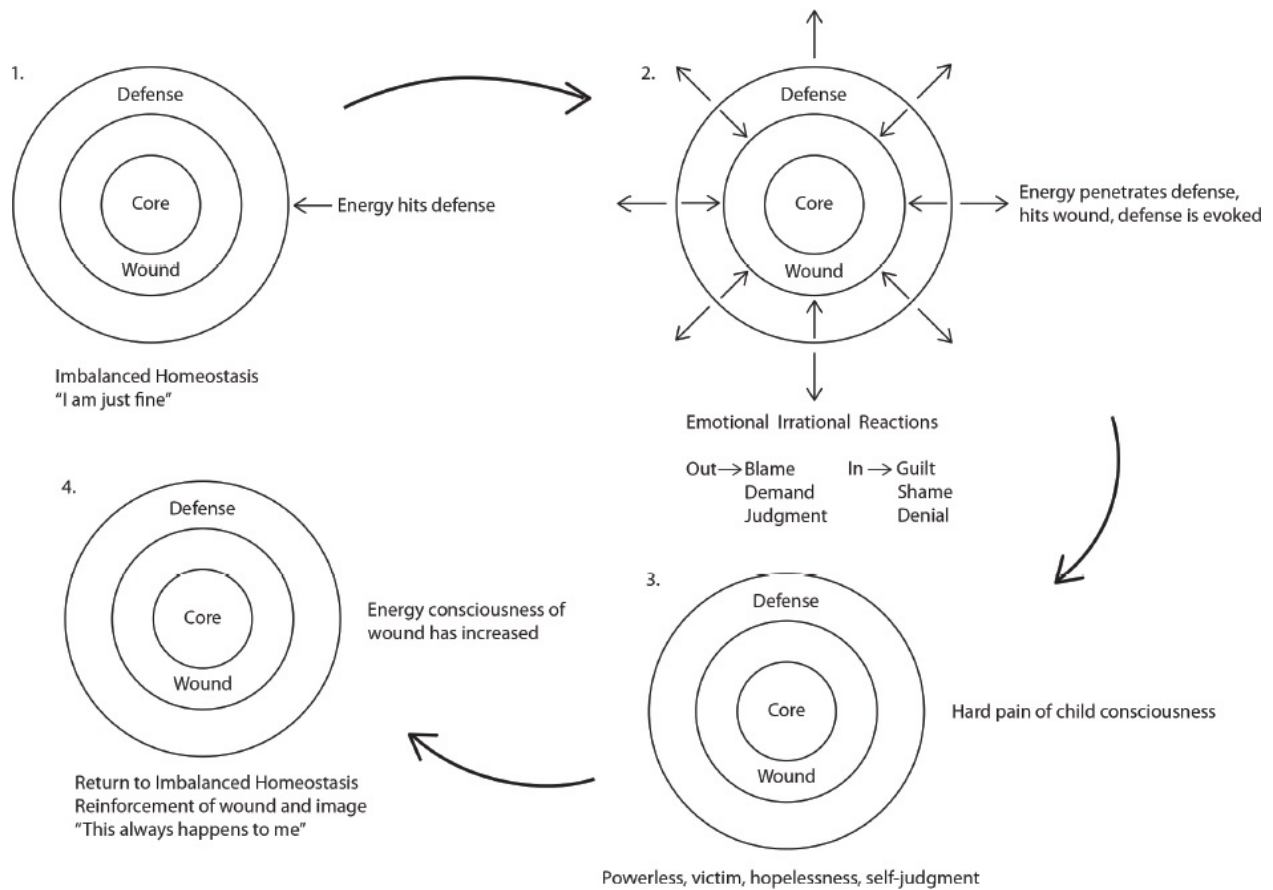 1.
Defense
Core
Wound
Energy hits defense
Imbalanced Homeostasis
“I am just fine”
2.
Defense
Core
Wound
Energy penetrates defense,
hits wound, defense is evoked
Emotional Irrational Reactions
Out → Blame In → Guilt
Demand Shame
Judgment Denial
3.
Defense
Core
Wound
Hard pain of child consciousness
Powerless, victim, hopelessness, self-judgment
4.
Defense
Core
Wound
Energy consciousness of
wound has increased
Return to Imbalanced Homeostasis
Reinforcement of wound and image
“This always happens to me”